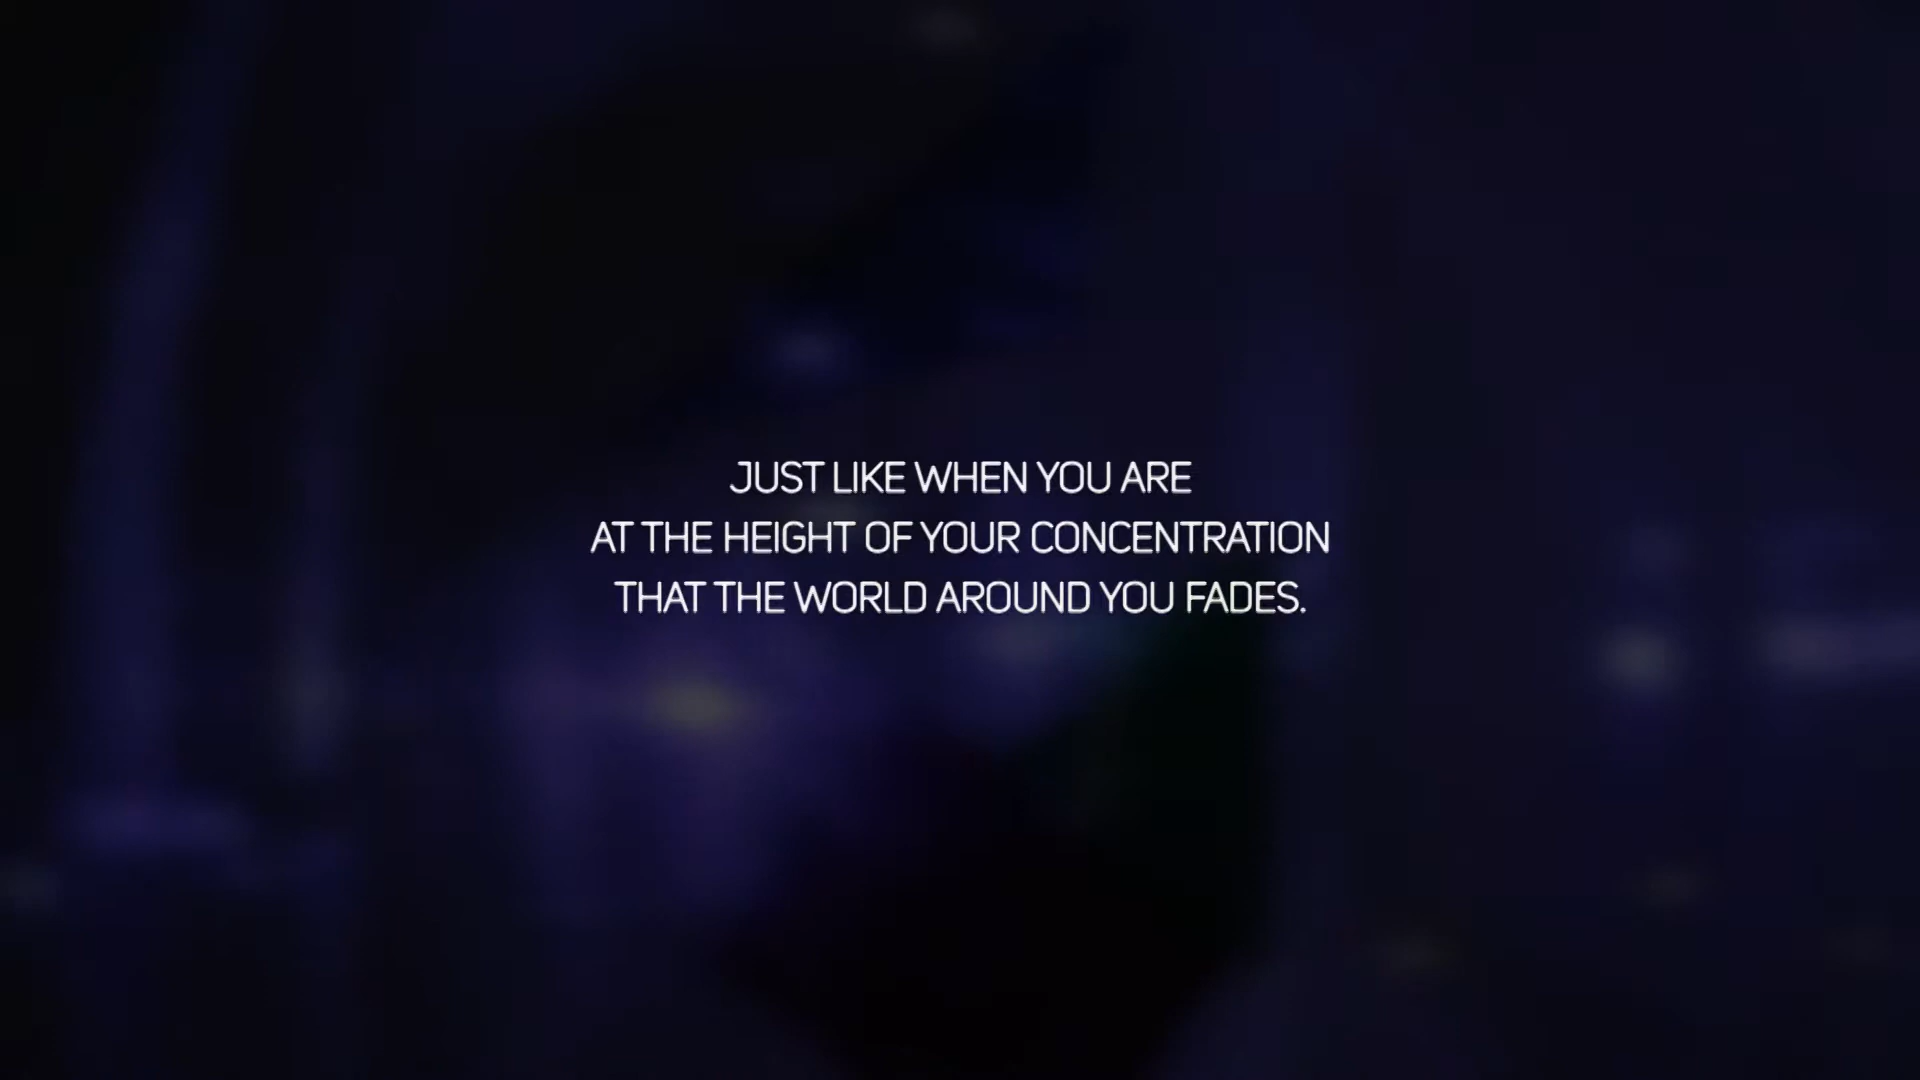 JUST LIKE WHEN YOU ARE
AT THE HEIGHT OF YOUR CONCENTRATION
THAT THE WORLD AROUND YOU FADES.